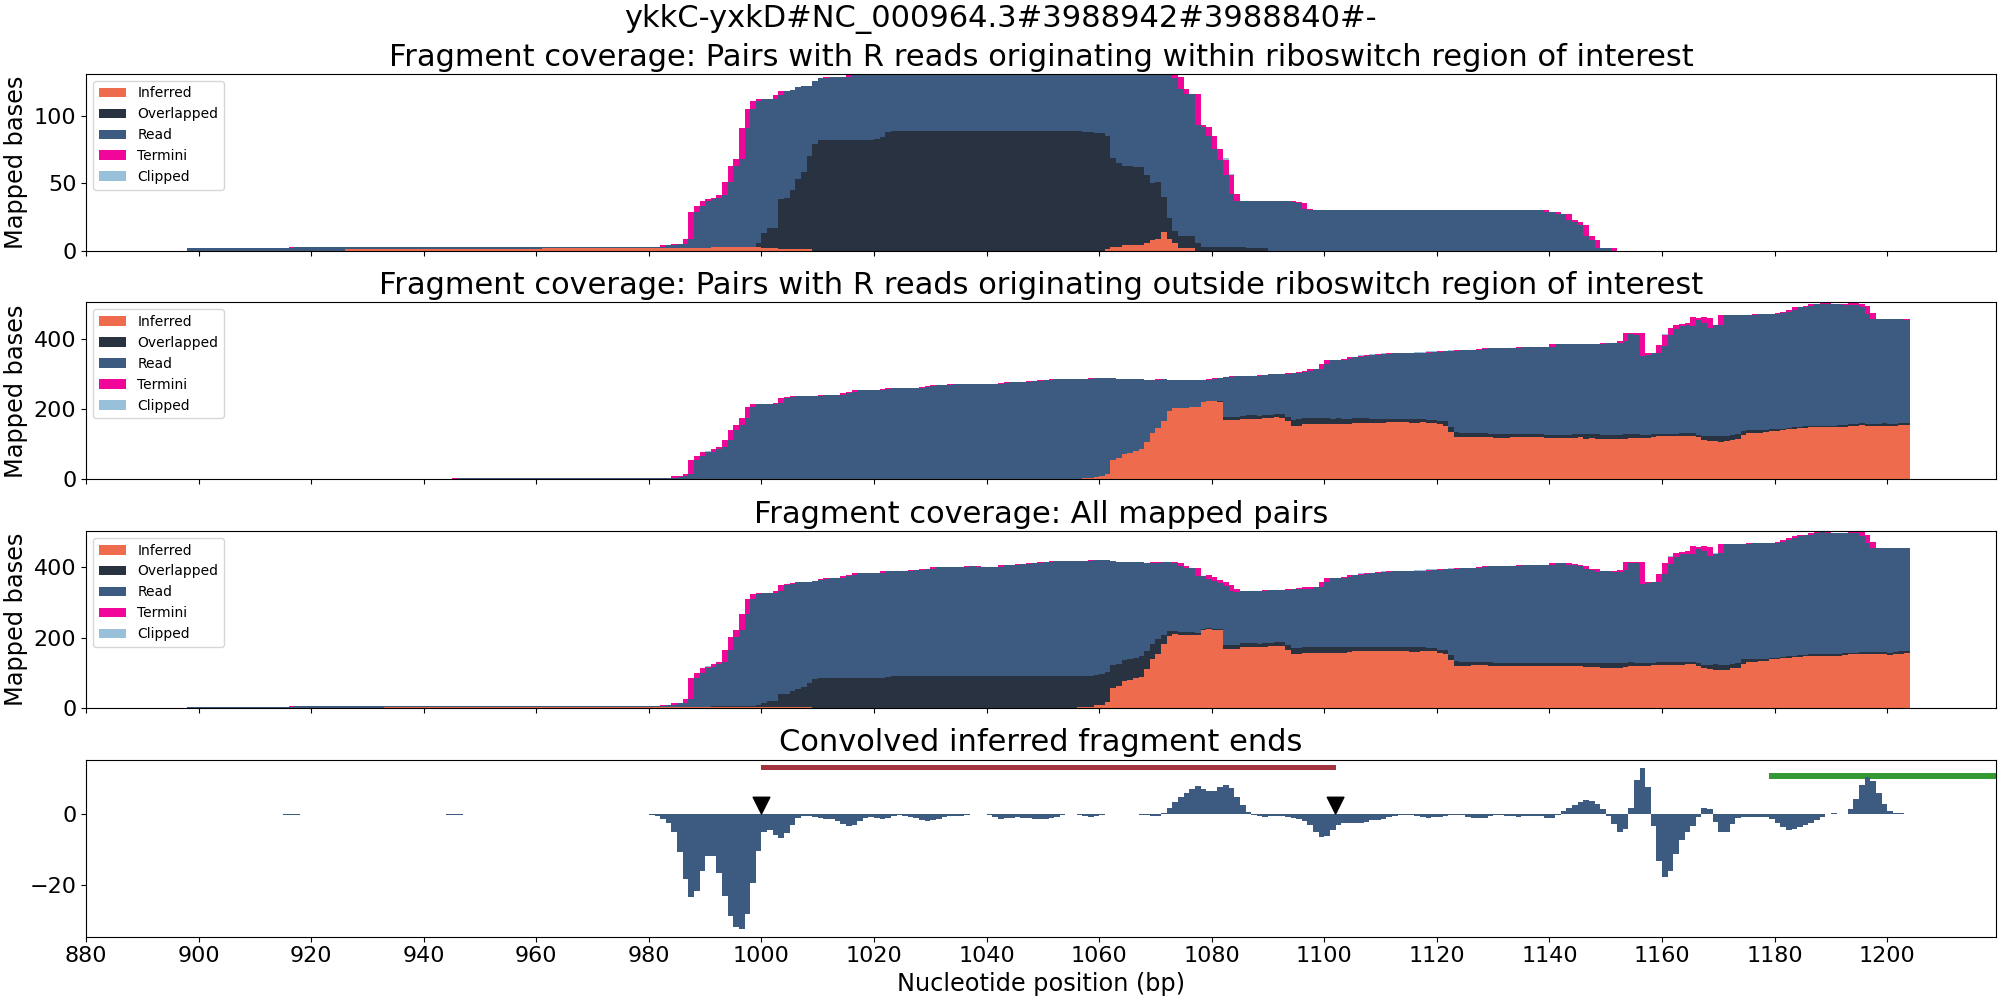 ykkC-yxkD#NC_000964.3#3988942#3988840#-
Fragment coverage: Pairs with R reads originating within riboswitch region of interest
Mapped bases
100
50
0
Inferred
Overlapped
Read
Termini
Clipped
Fragment coverage: Pairs with R reads originating outside riboswitch region of interest
Mapped bases
400
200
0
Inferred
Overlapped
Read
Termini
Clipped
Fragment coverage: All mapped pairs
Mapped bases
400
200
0
Inferred
Overlapped
Read
Termini
Clipped
Convolved inferred fragment ends
0
−20
880 900 920 940 960 980 1000 1020 1040 1060 1080 1100 1120 1140 1160 1180 1200
Nucleotide position (bp)